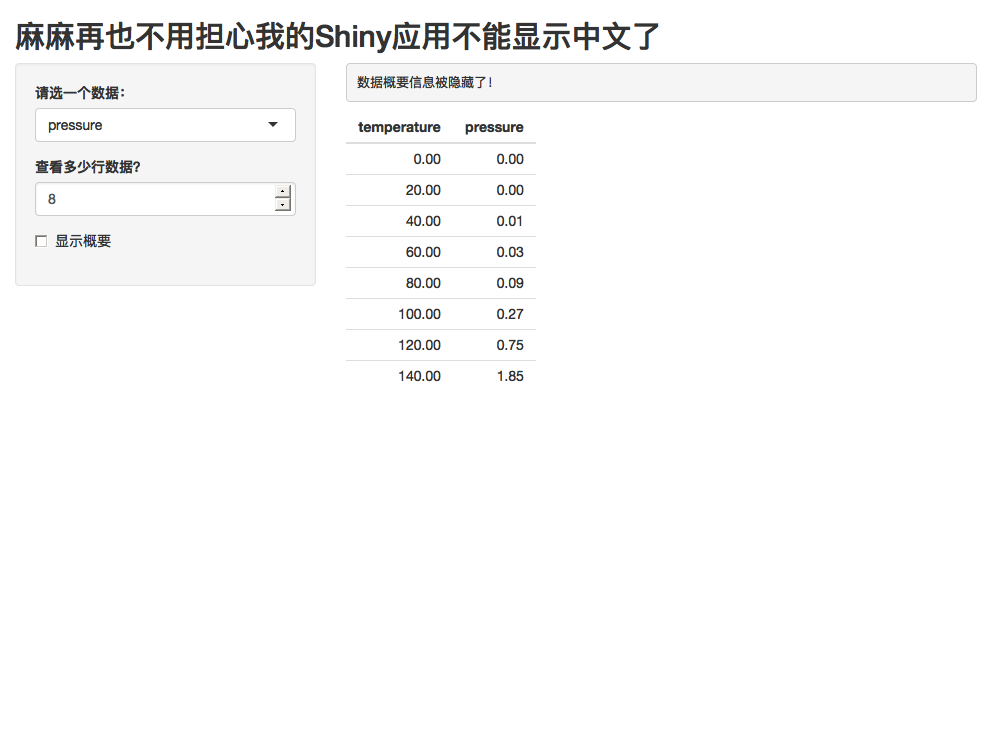 麻麻再也不用担心我的Shiny应用不能显示中文了
请选一个数据：
pressure
查看多少行数据?
8
显示概要
数据概要信息被隐藏了！
temperature pressure
0.00 0.00
20.00 0.00
40.00 0.01
60.00 0.03
80.00 0.09
100.00 0.27
120.00 0.75
140.00 1.85